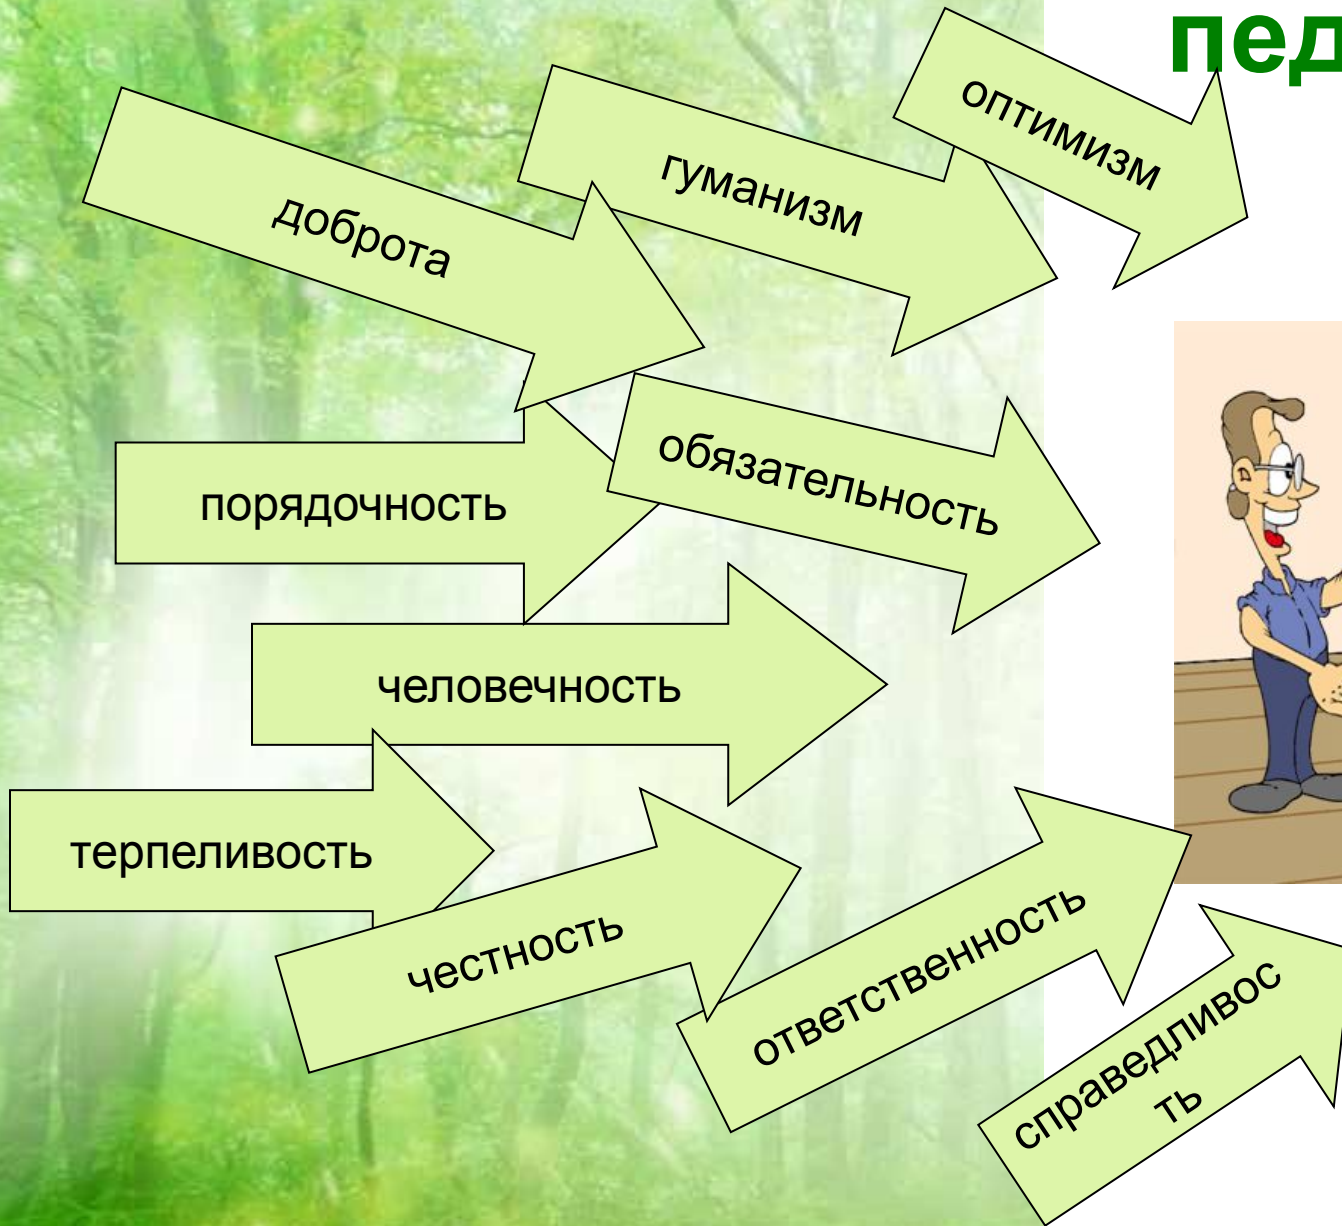 пед
оптимизм
гуманизм
доброта
обязательность
порядочность
человечность
терпеливость
честность
ответственность
справедливос
ть